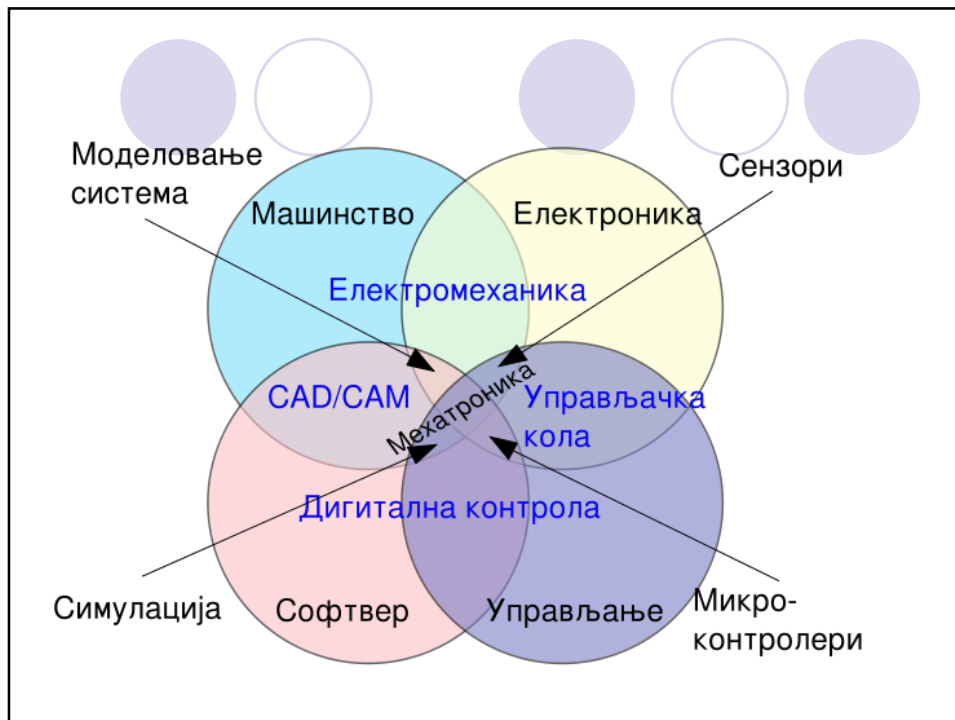 Моделовање
система
Сензори
Машинство
Електроника
Електромеханика
CAD/CAM
Мехатроника
Управљачка
кола
Дигитална контрола
Симулација
Софтвер
Управљање
Микро-
контролери